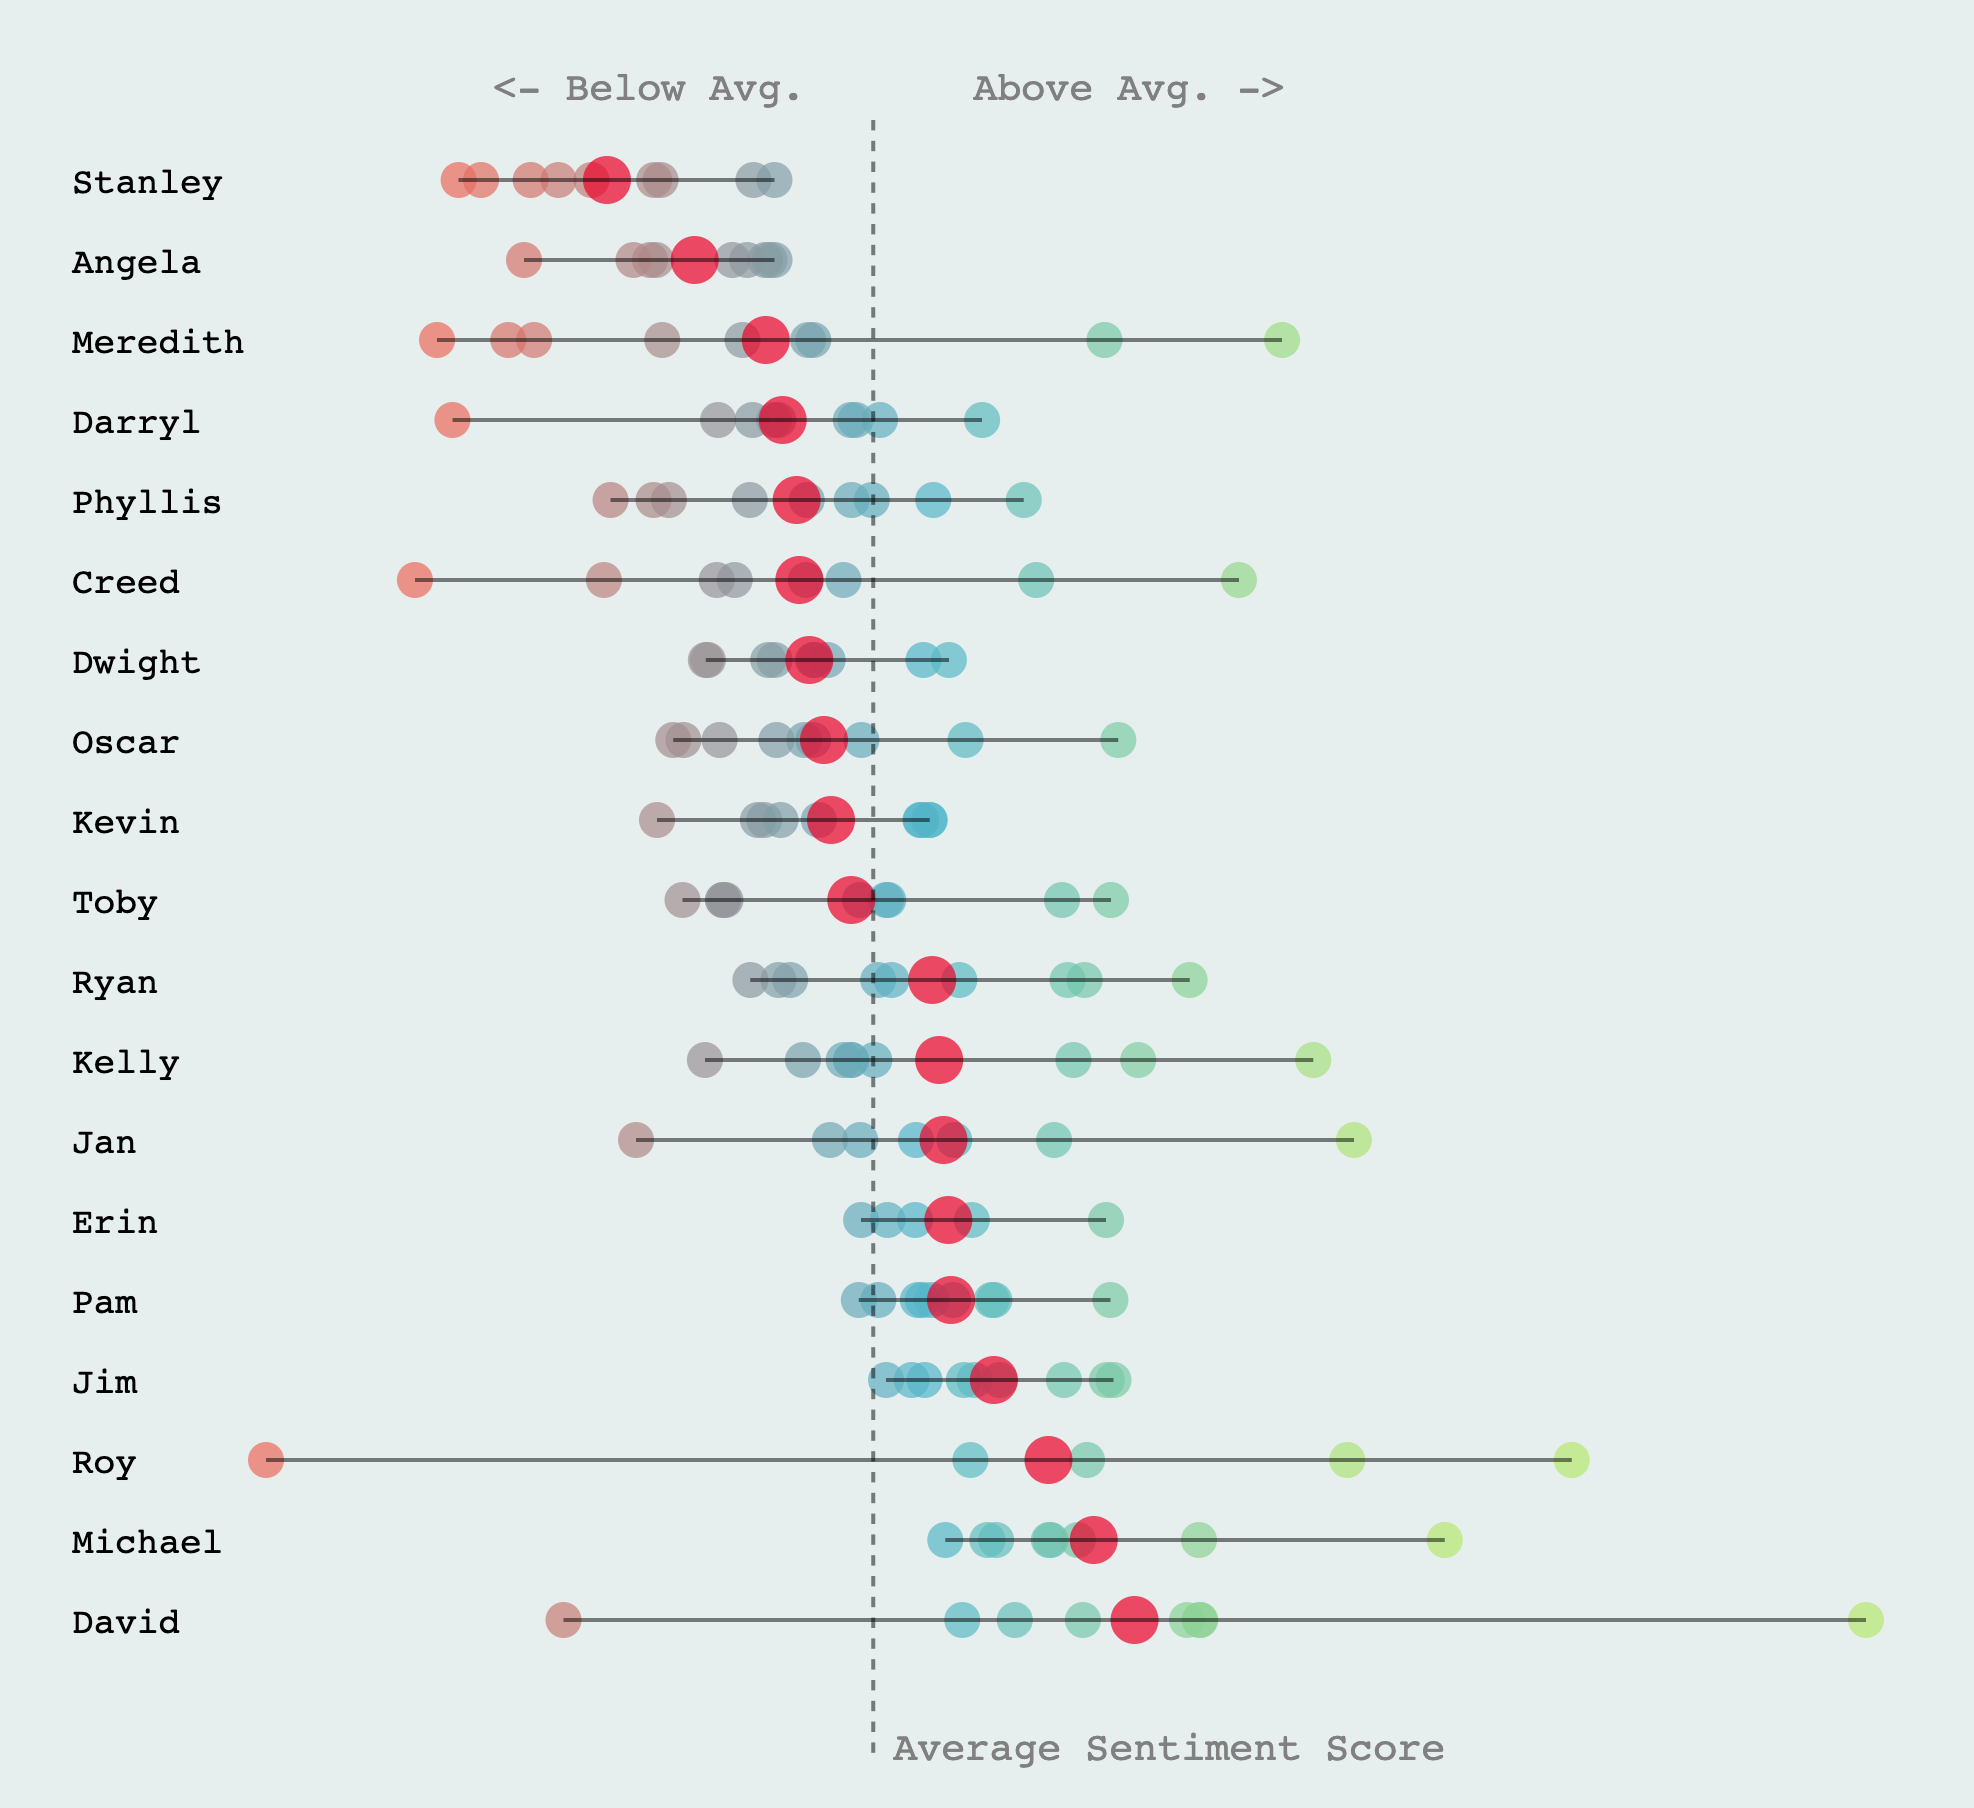 <- Below Avg.
Above Avg. ->
Stanley
Angela
Meredith
Darryl
Phyllis
Creed
Dwight
Oscar
Kevin
Toby
Ryan
Kelly
Jan
Erin
Pam
Jim
Roy
Michael
David
Average Sentiment Score